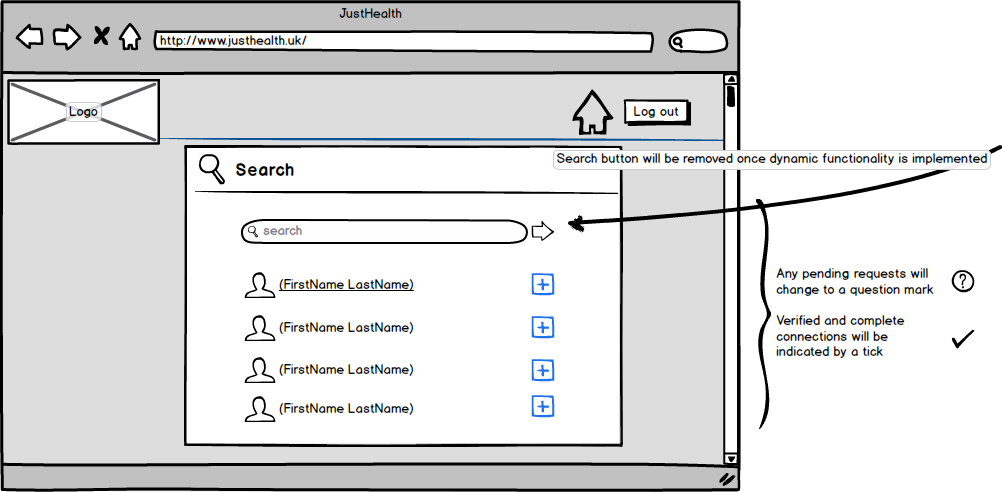 JustHealth
http://www.justhealth.uk/
Logo
Log out
Search button will be removed once dynamic functionality is implemented
Search
search
(FirstName LastName)
(FirstName LastName)
(FirstName LastName)
(FirstName LastName)
Any pending requests will
change to a question mark
?
Verified and complete
connections will be
indicated by a tick